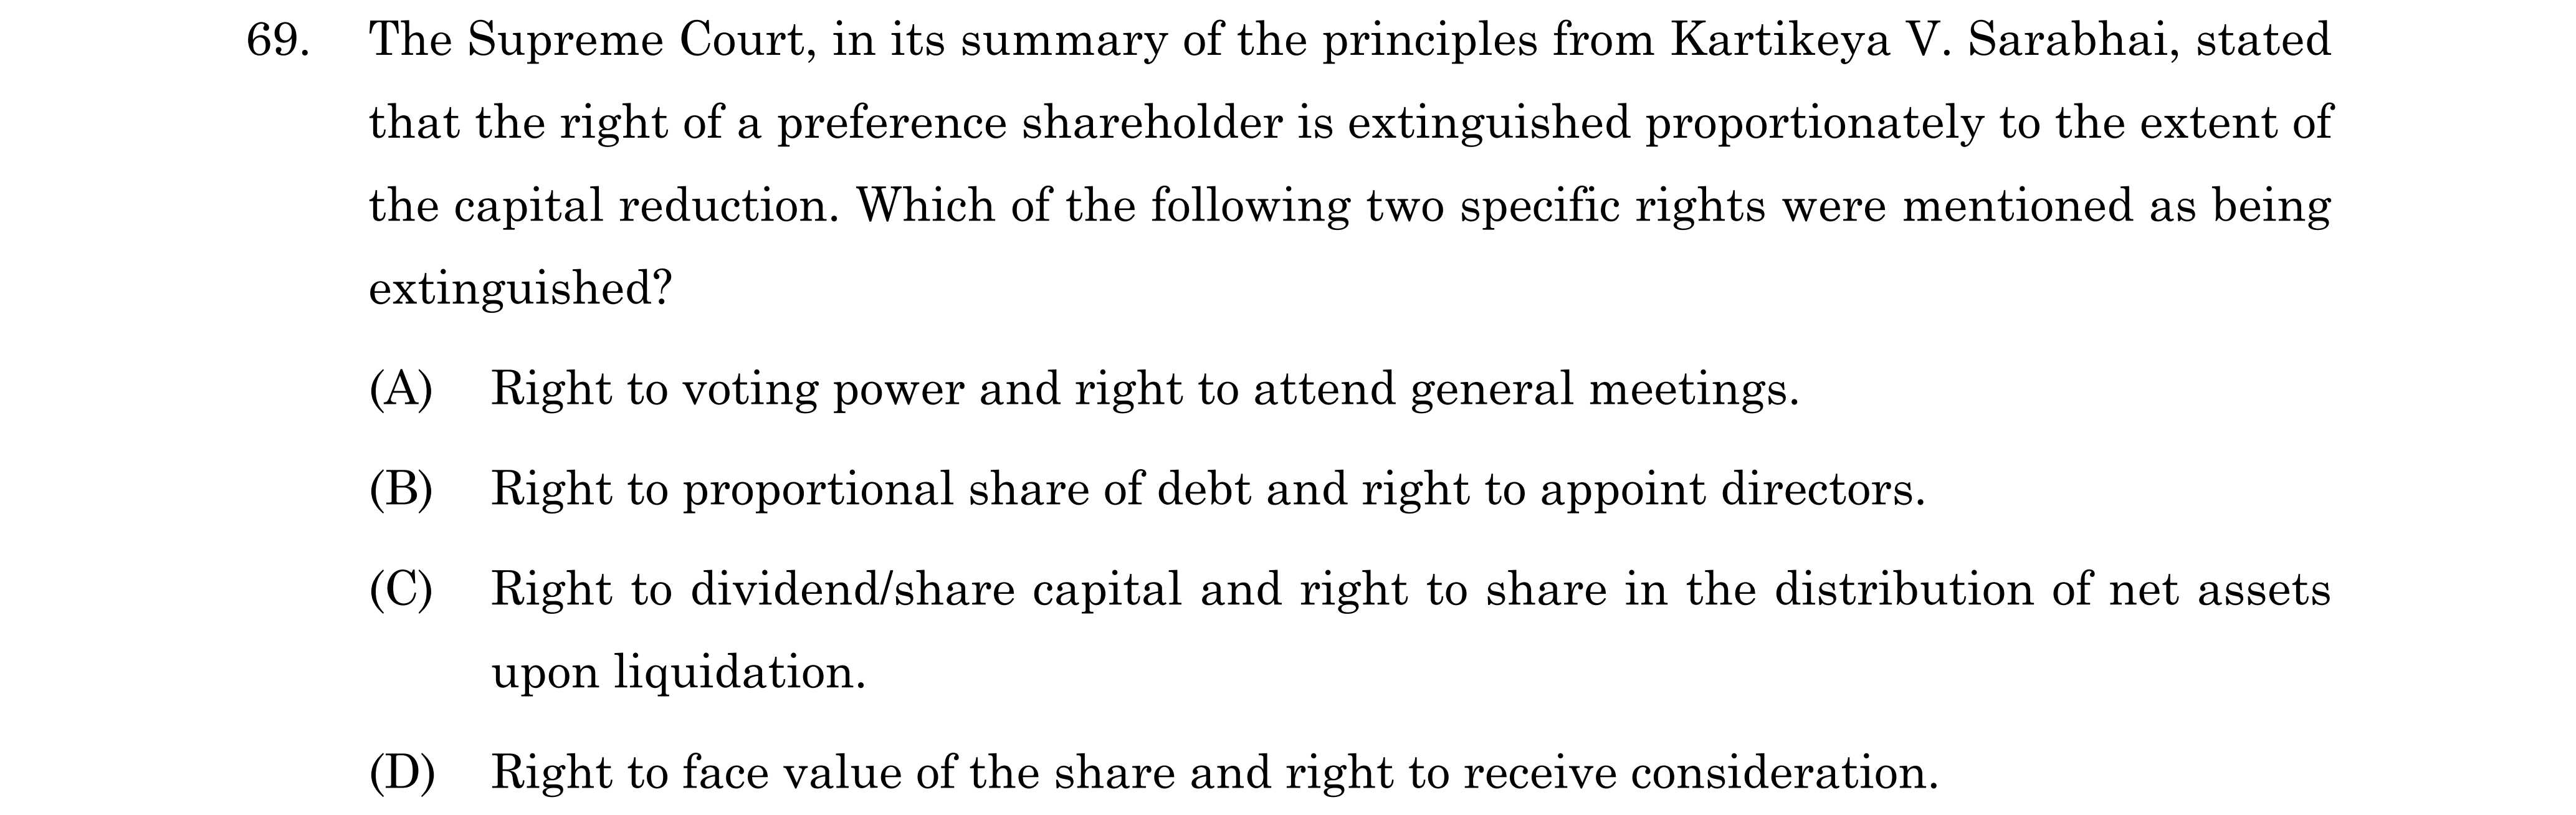 69. The Supreme Court, in its summary of the principles from Kartikeya V. Sarabhai, stated
that the right of a preference shareholder is extinguished proportionately to the extent of
the capital reduction. Which of the following two specific rights were mentioned as being
extinguished?
(A) Right to voting power and right to attend general meetings.
(B) Right to proportional share of debt and right to appoint directors.
(C) Right to dividend/share capital and right to share in the distribution of net assets
upon liquidation.
(D) Right to face value of the share and right to receive consideration.